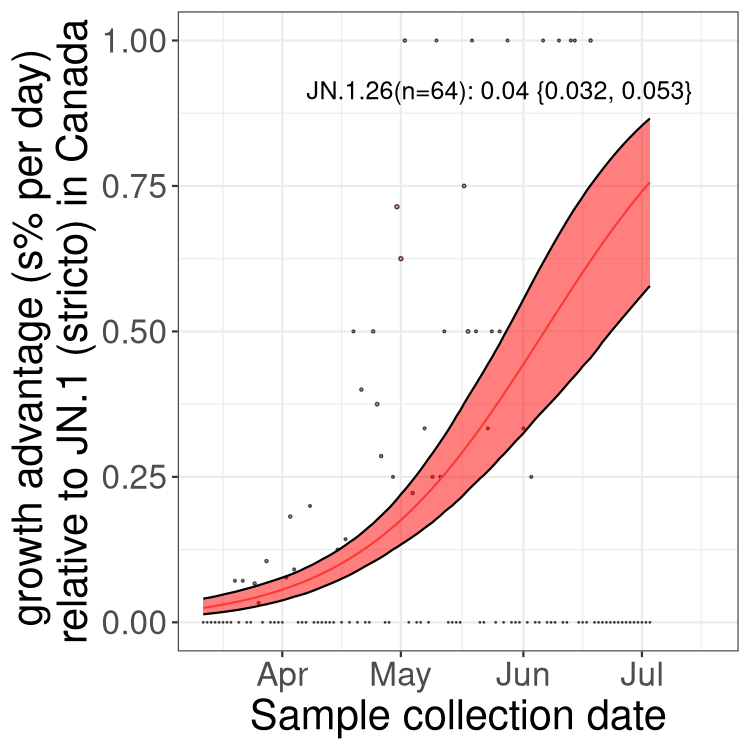 growth advantage (s% per day)
relative to JN.1 (stricto) in Canada
1.00
0.75
0.50
0.25
0.00
JN.1.26(n=64): 0.04 {0.032, 0.053}
Apr May Jun Jul
Sample collection date